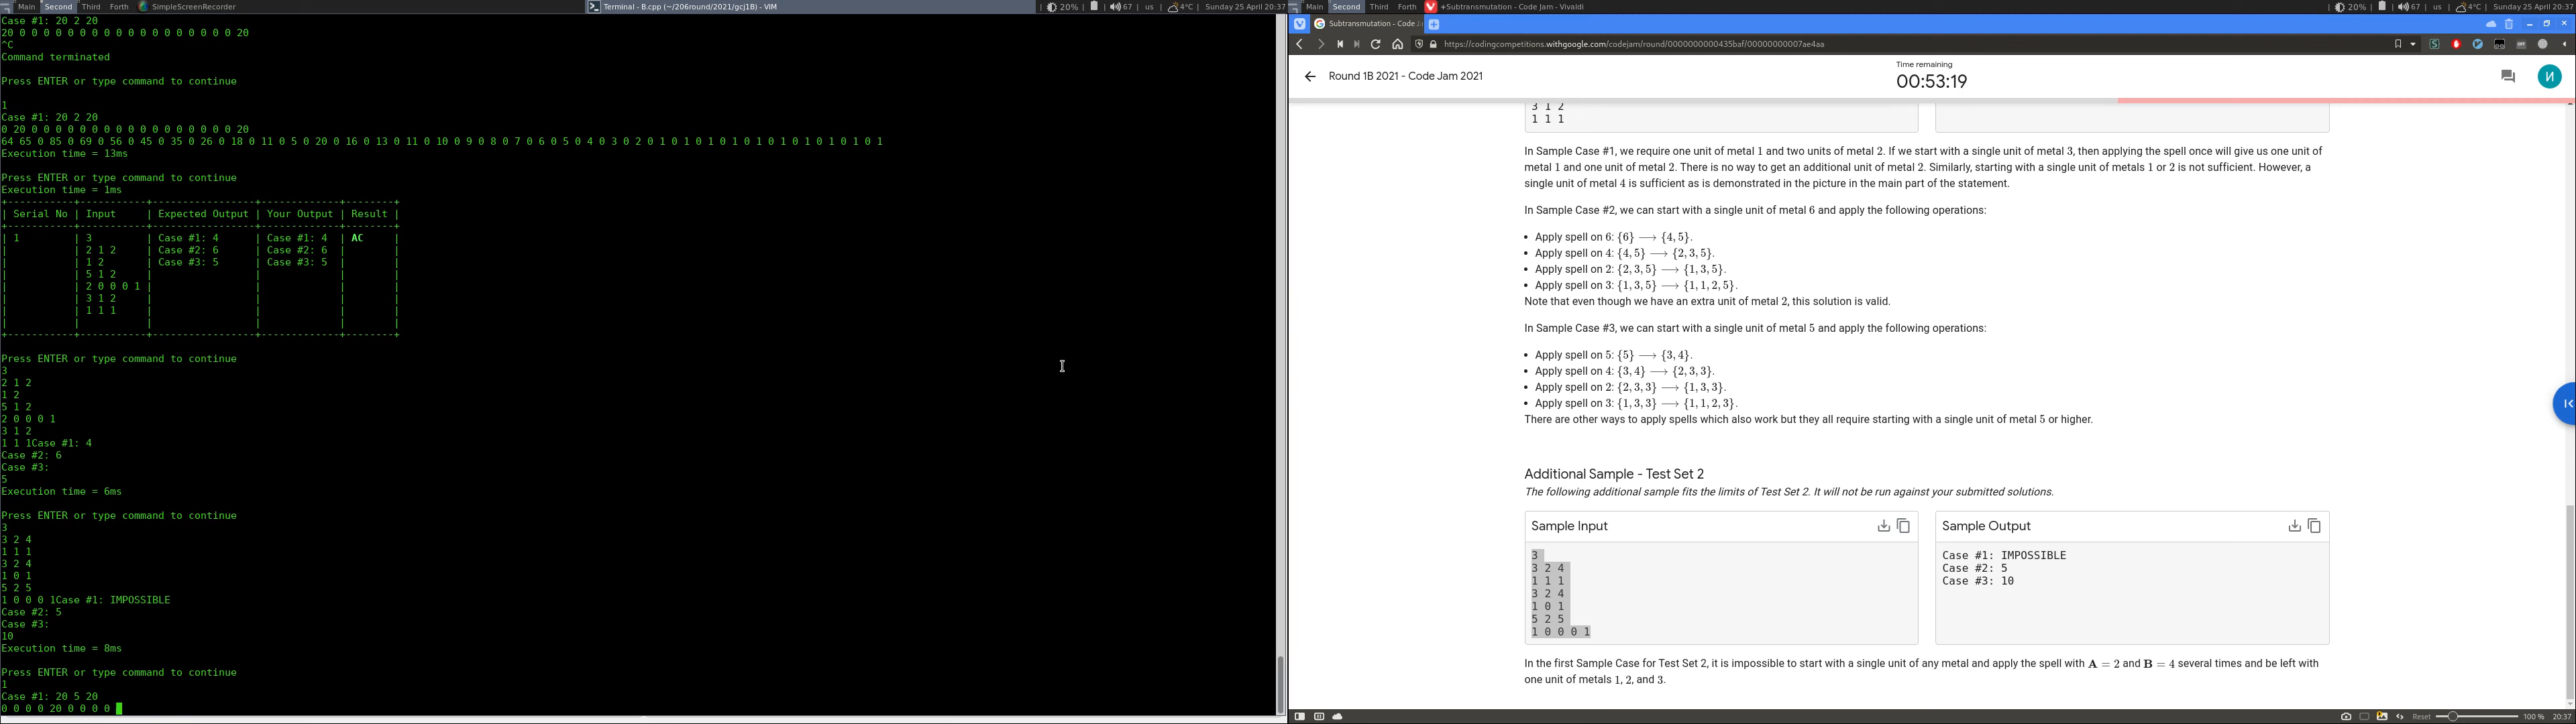 Main Second Third Forth SimpleScreenRecorder Terminal - B.cpp (~/206round/2021/gcj1B) - VIM | 20% | 67 | us | 4°C | Sunday 25 April 20:37
Case #1: 20 2 20
20 0 0 0 0 0 0 0 0 0 0 0 0 0 0 0 0 0 0 20
^C
Command terminated
Press ENTER or type command to continue
1
Case #1: 20 2 20
0 20 0 0 0 0 0 0 0 0 0 0 0 0 0 0 0 0 0 20
64 65 0 85 0 69 0 56 0 45 0 35 0 26 0 18 0 11 0 5 0 20 0 16 0 13 0 11 0 10 0 9 0 8 0 7 0 6 0 5 0 4 0 3 0 2 0 1 0 1 0 1 0 1 0 1 0 1 0 1 0 1 0 1 0 1
Execution time = 13ms
Press ENTER or type command to continue
Execution time = 1ms
+-----------+-----------+-----------------+-------------+--------+
| Serial No | Input | Expected Output | Your Output | Result |
+-----------+-----------+-----------------+-------------+--------+
| 1 | 3 | Case #1: 4 | Case #1: 4 | AC |
| | 2 1 2 | Case #2: 6 | Case #2: 6 | |
| | 1 2 | Case #3: 5 | Case #3: 5 | |
| | 5 1 2 | | | |
| | 2 0 0 0 1 | | | |
| | 3 1 2 | | | |
| | 1 1 1 | | | |
| | | | | |
+-----------+-----------+-----------------+-------------+--------+
Press ENTER or type command to continue
3
2 1 2
1 2
5 1 2
2 0 0 0 1
3 1 2
1 1 1Case #1: 4
Case #2: 6
Case #3:
5
Execution time = 6ms
Press ENTER or type command to continue
3
3 2 4
1 1 1
3 2 4
1 0 1
5 2 5
1 0 0 0 1Case #1: IMPOSSIBLE
Case #2: 5
Case #3:
10
Execution time = 8ms
Press ENTER or type command to continue
1
Case #1: 20 5 20
0 0 0 0 20 0 0 0 0
Main Second Third Forth +Subtransmutation - Code Jam - Vivaldi | 20% | 67 | us | 4°C | Sunday 25 April 20:37
Subtransmutation - Code J
https://codingcompetitions.withgoogle.com/codejam/round/0000000000435baf/00000000007ae4aa
Round 1B 2021 - Code Jam 2021
Time remaining
00:53:19
И
3 1 2
1 1 1
In Sample Case #1, we require one unit of metal 1 and two units of metal 2. If we start with a single unit of metal 3, then applying the spell once will give us one unit of
metal 1 and one unit of metal 2. There is no way to get an additional unit of metal 2. Similarly, starting with a single unit of metals 1 or 2 is not sufficient. However, a
single unit of metal 4 is sufficient as is demonstrated in the picture in the main part of the statement.
In Sample Case #2, we can start with a single unit of metal 6 and apply the following operations:
• Apply spell on 6: {6} ⟶ {4, 5}.
• Apply spell on 4: {4, 5} ⟶ {2, 3, 5}.
• Apply spell on 2: {2, 3, 5} ⟶ {1, 3, 5}.
• Apply spell on 3: {1, 3, 5} ⟶ {1, 1, 2, 5}.
Note that even though we have an extra unit of metal 2, this solution is valid.
In Sample Case #3, we can start with a single unit of metal 5 and apply the following operations:
• Apply spell on 5: {5} ⟶ {3, 4}.
• Apply spell on 4: {3, 4} ⟶ {2, 3, 3}.
• Apply spell on 2: {2, 3, 3} ⟶ {1, 3, 3}.
• Apply spell on 3: {1, 3, 3} ⟶ {1, 1, 2, 3}.
There are other ways to apply spells which also work but they all require starting with a single unit of metal 5 or higher.
Additional Sample - Test Set 2
The following additional sample fits the limits of Test Set 2. It will not be run against your submitted solutions.
Sample Input
3
3 2 4
1 1 1
3 2 4
1 0 1
5 2 5
1 0 0 0 1
Sample Output
Case #1: IMPOSSIBLE
Case #2: 5
Case #3: 10
In the first Sample Case for Test Set 2, it is impossible to start with a single unit of any metal and apply the spell with A = 2 and B = 4 several times and be left with
one unit of metals 1, 2, and 3.
Reset 100 % 20:37